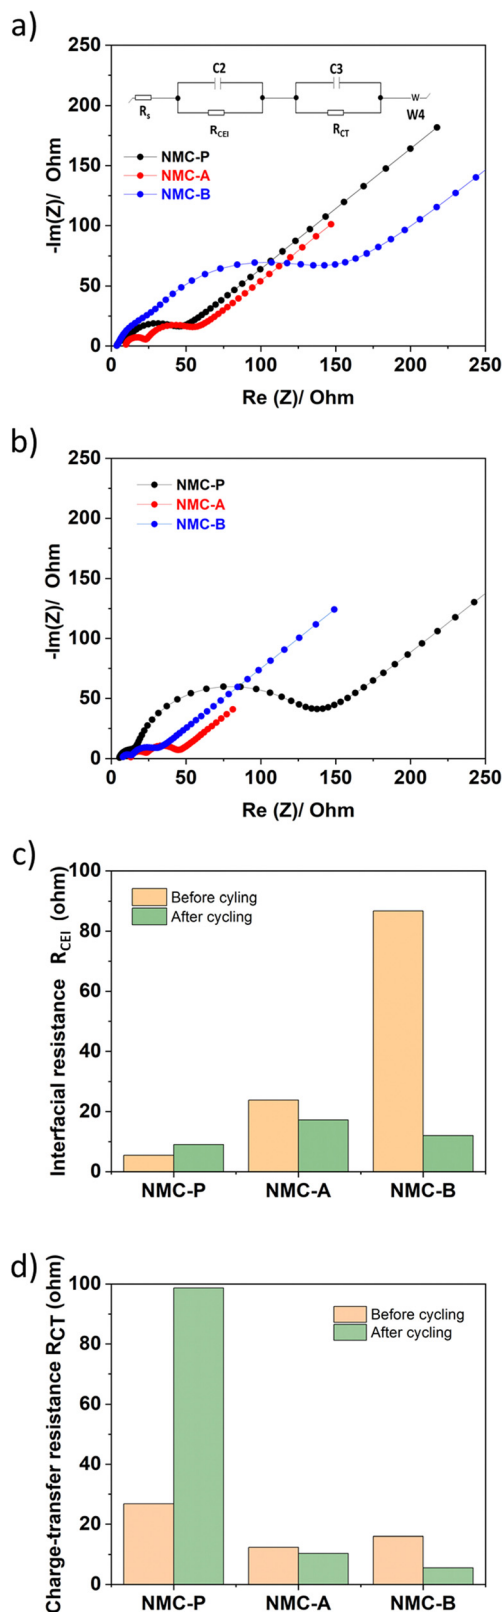 a)
250
200
150
100
50
0
-Im(Z)/ Ohm
C2
C3
Rs
RCEI
RCT
W
W4
NMC-P
NMC-A
NMC-B
0 50 100 150 200 250
Re (Z)/ Ohm
b)
250
200
150
100
50
0
-Im(Z)/ Ohm
NMC-P
NMC-A
NMC-B
0 50 100 150 200 250
Re (Z)/ Ohm
c)
100
80
60
40
20
0
Interfacial resistance RCEI (ohm)
Before cyling
After cycling
NMC-P NMC-A NMC-B
d)
100
80
60
40
20
0
Charge-transfer resistance RCT (ohm)
Before cycling
After cycling
NMC-P NMC-A NMC-B